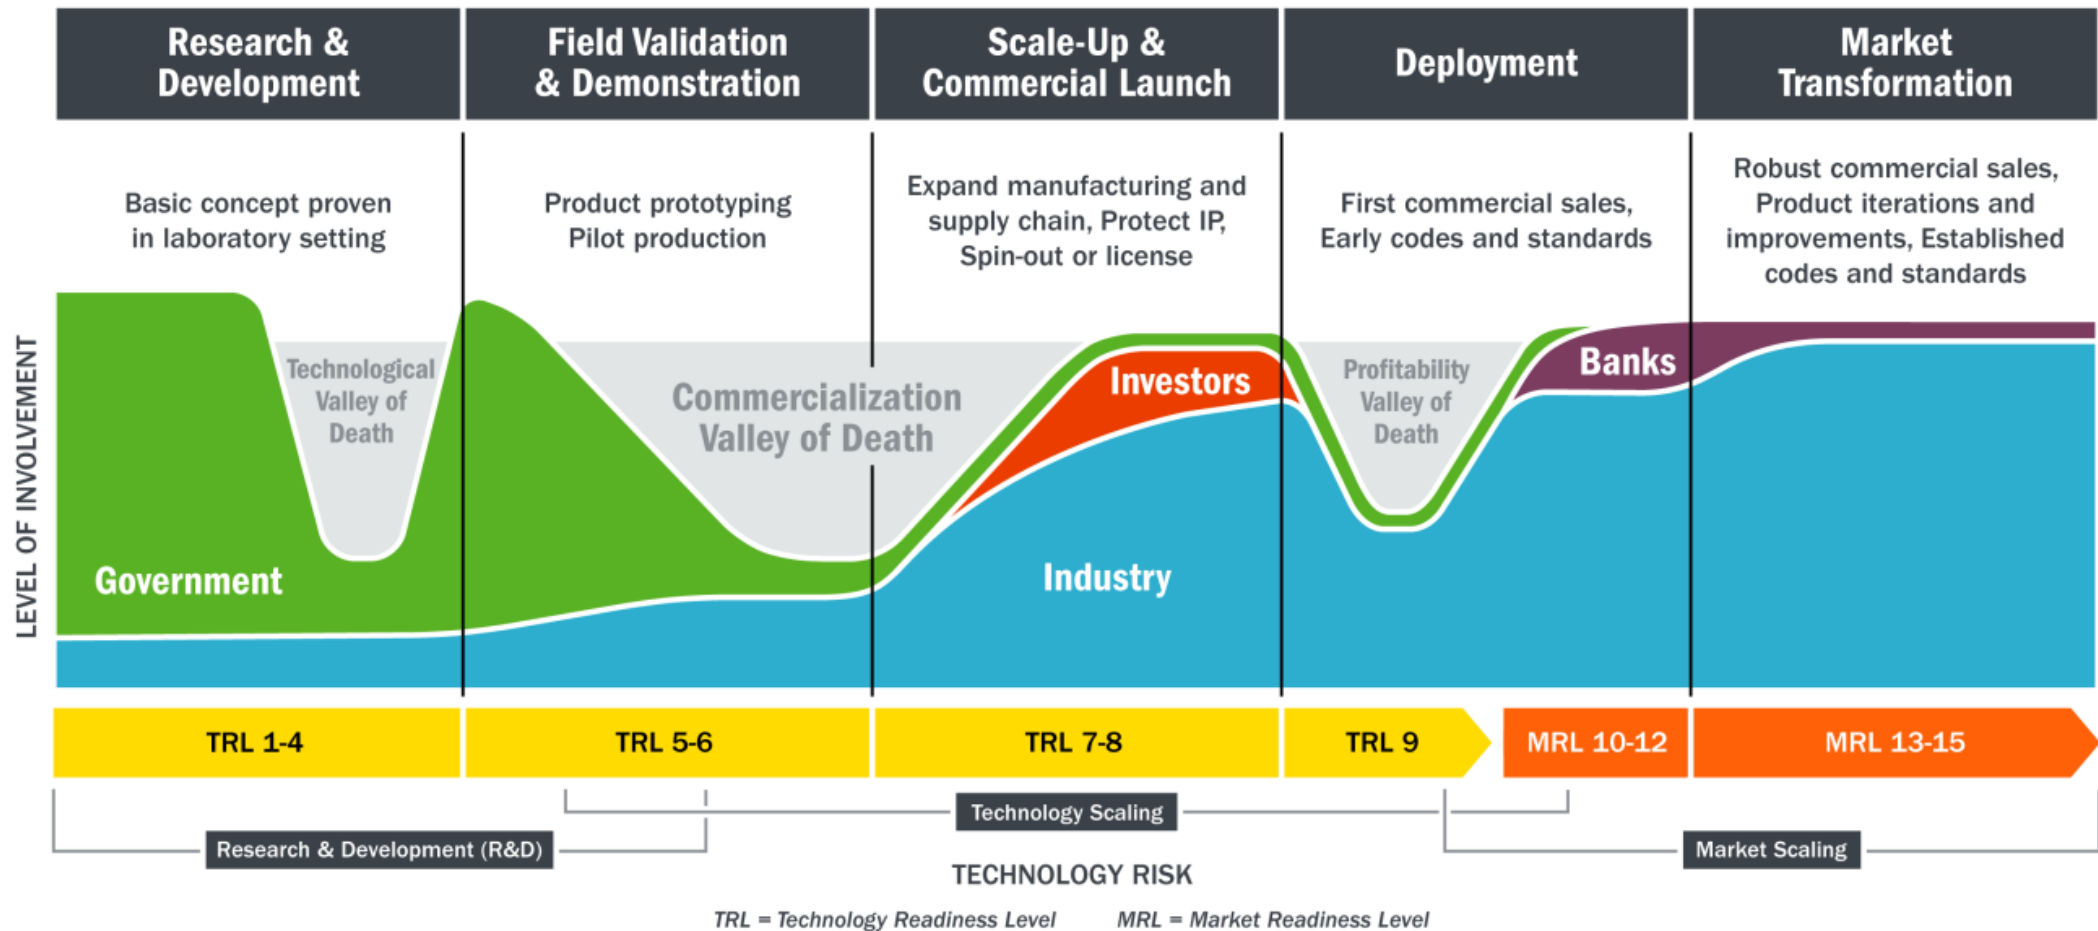 Research &
Development
Field Validation
& Demonstration
Scale-Up &
Commercial Launch
Deployment
Market
Transformation
Basic concept proven
in laboratory setting
Product prototyping
Pilot production
Expand manufacturing and
supply chain, Protect IP,
Spin-out or license
First commercial sales,
Early codes and standards
Robust commercial sales,
Product iterations and
improvements, Established
codes and standards
LEVEL OF INVOLVEMENT
Technological
Valley of
Death
Commercialization
Valley of Death
Investors
Profitability
Valley of
Death
Banks
Government
Industry
TRL 1-4
TRL 5-6
TRL 7-8
TRL 9
MRL 10-12
MRL 13-15
Technology Scaling
Research & Development (R&D)
Market Scaling
TECHNOLOGY RISK
TRL = Technology Readiness Level
MRL = Market Readiness Level